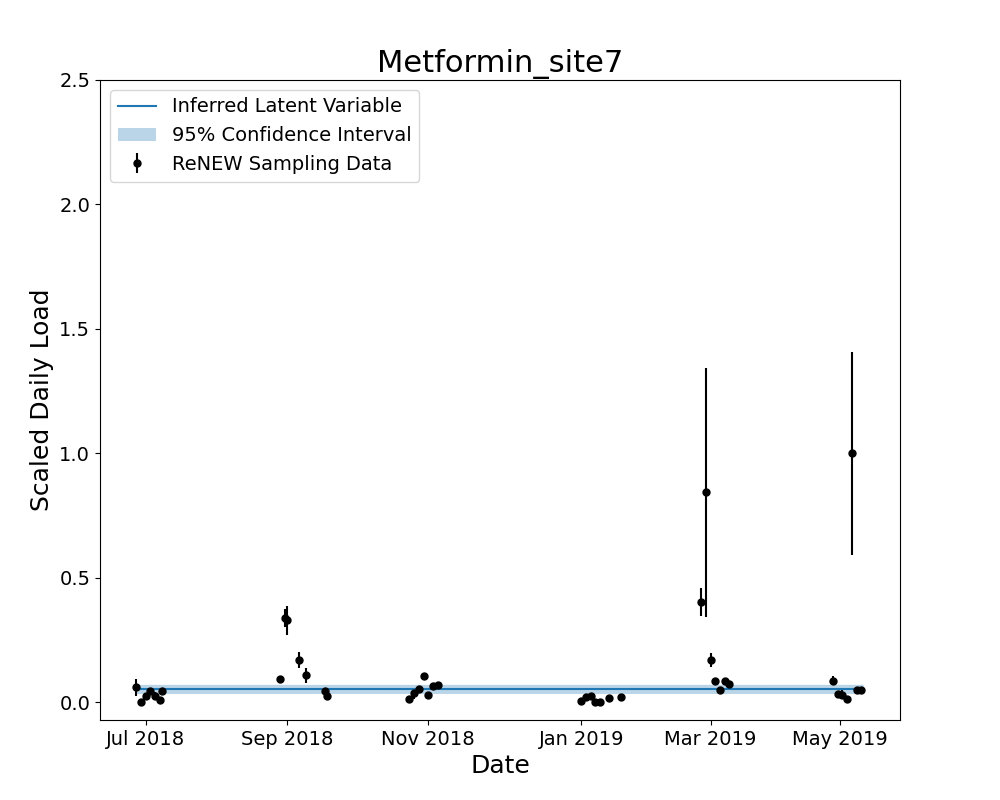 Metformin_site7
Inferred Latent Variable
95% Confidence Interval
ReNEW Sampling Data
Scaled Daily Load
2.5
2.0
1.5
1.0
0.5
0.0
Jul 2018 Sep 2018 Nov 2018 Jan 2019 Mar 2019 May 2019
Date